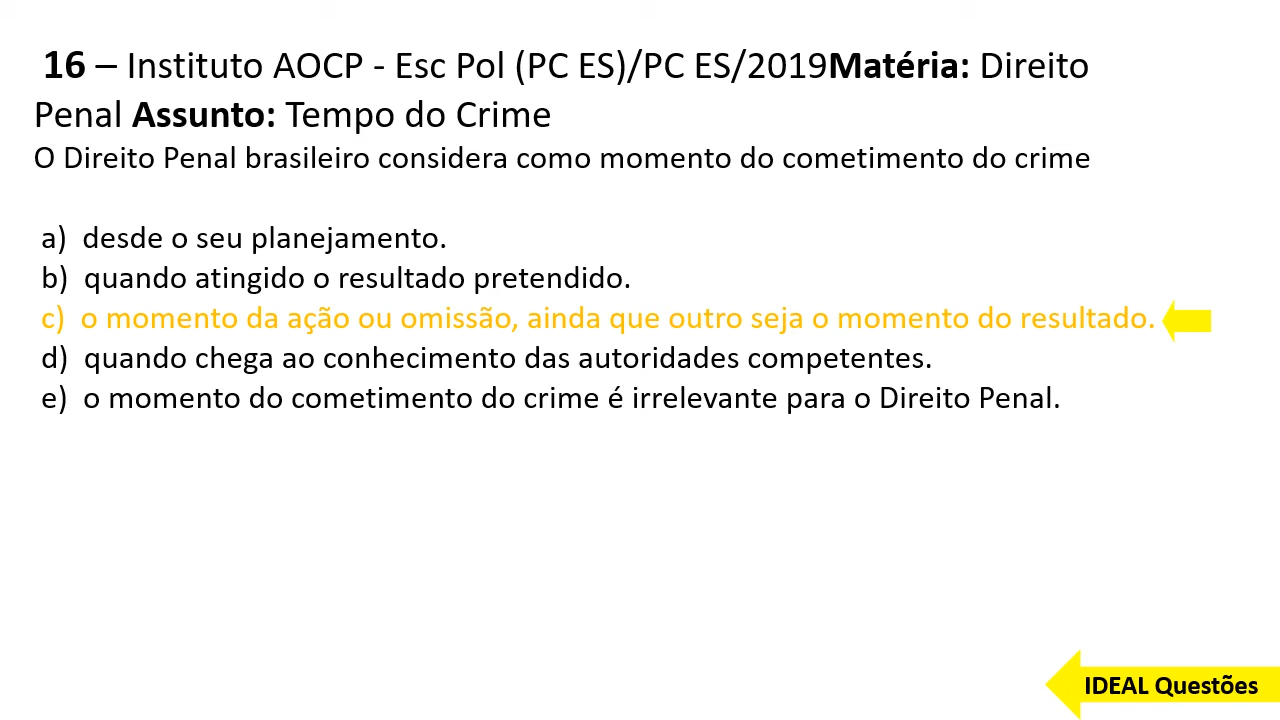 16 – Instituto AOCP - Esc Pol (PC ES)/PC ES/2019Matéria: Direito
Penal Assunto: Tempo do Crime
O Direito Penal brasileiro considera como momento do cometimento do crime
a) desde o seu planejamento.
b) quando atingido o resultado pretendido.
c) o momento da ação ou omissão, ainda que outro seja o momento do resultado.
d) quando chega ao conhecimento das autoridades competentes.
e) o momento do cometimento do crime é irrelevante para o Direito Penal.
IDEAL Questões